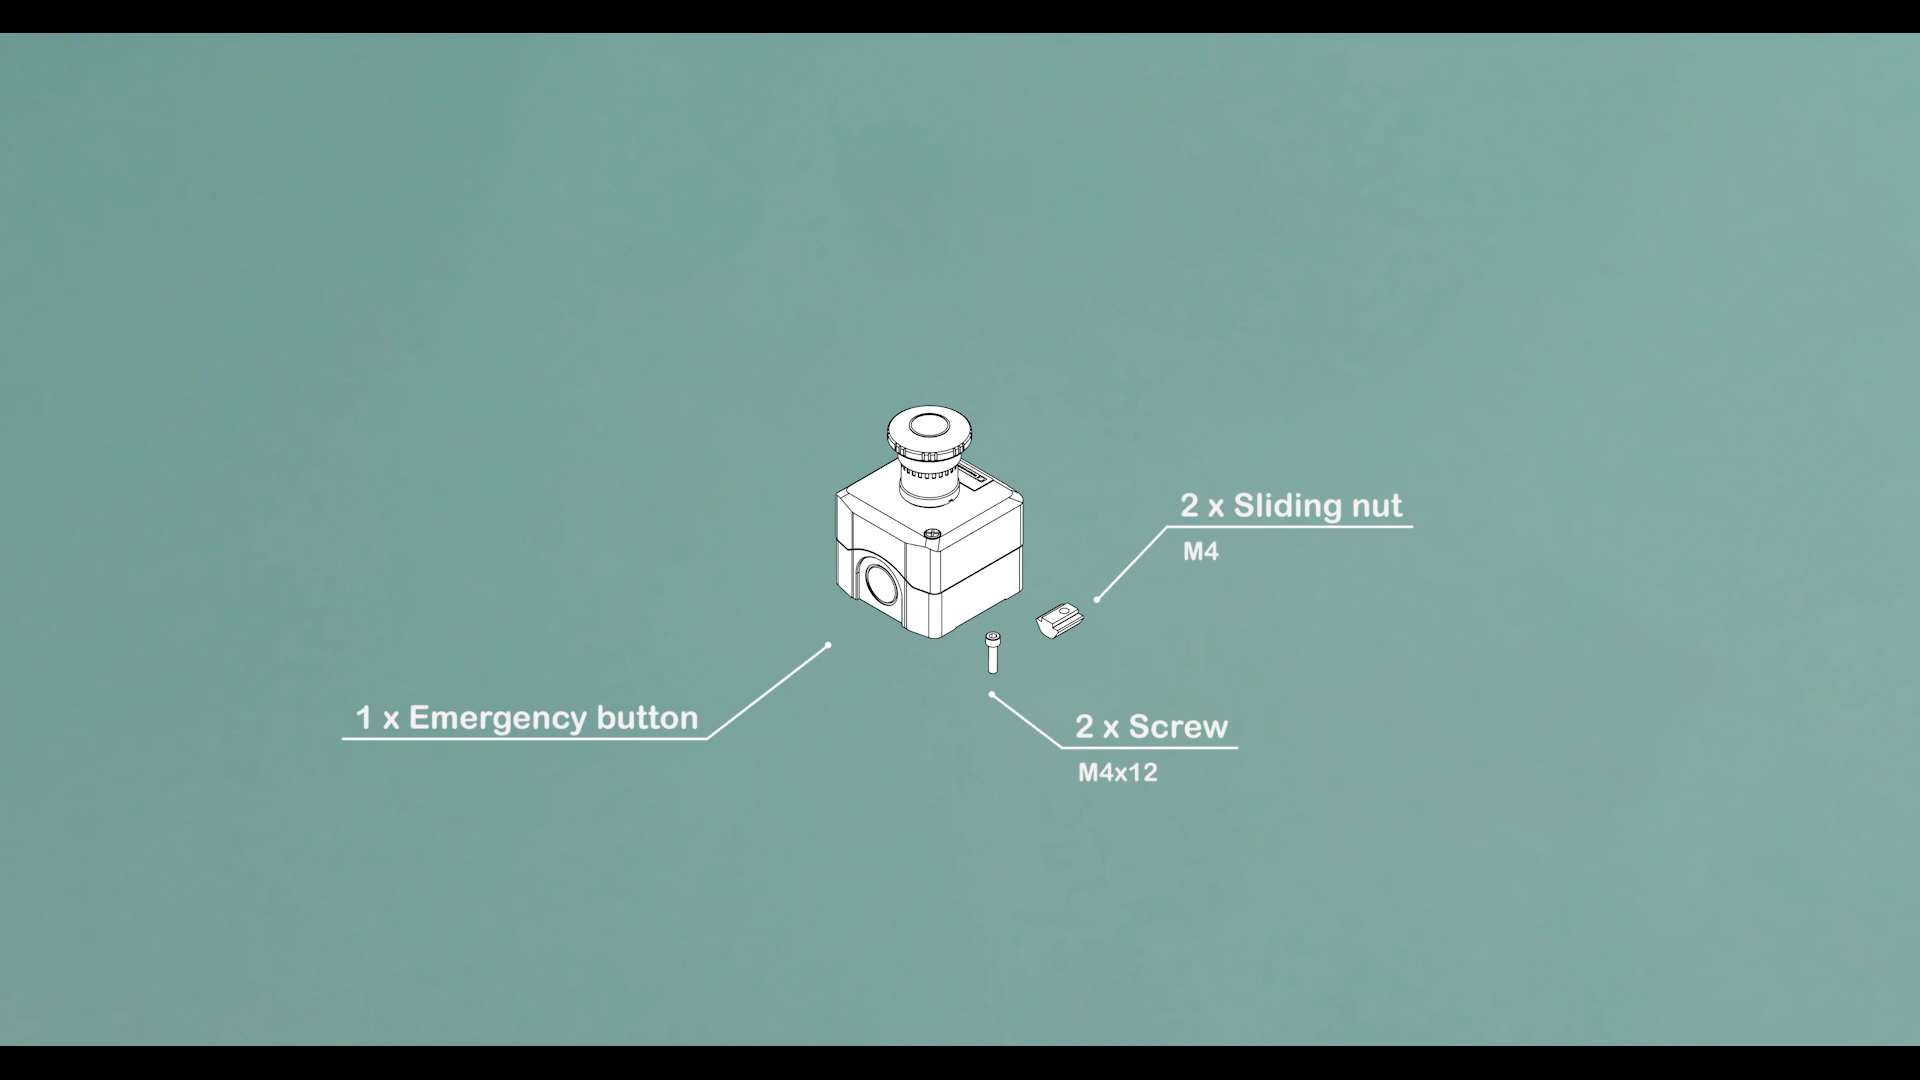 2 x Sliding nut
M4
1 x Emergency button
2 x Screw
M4x12